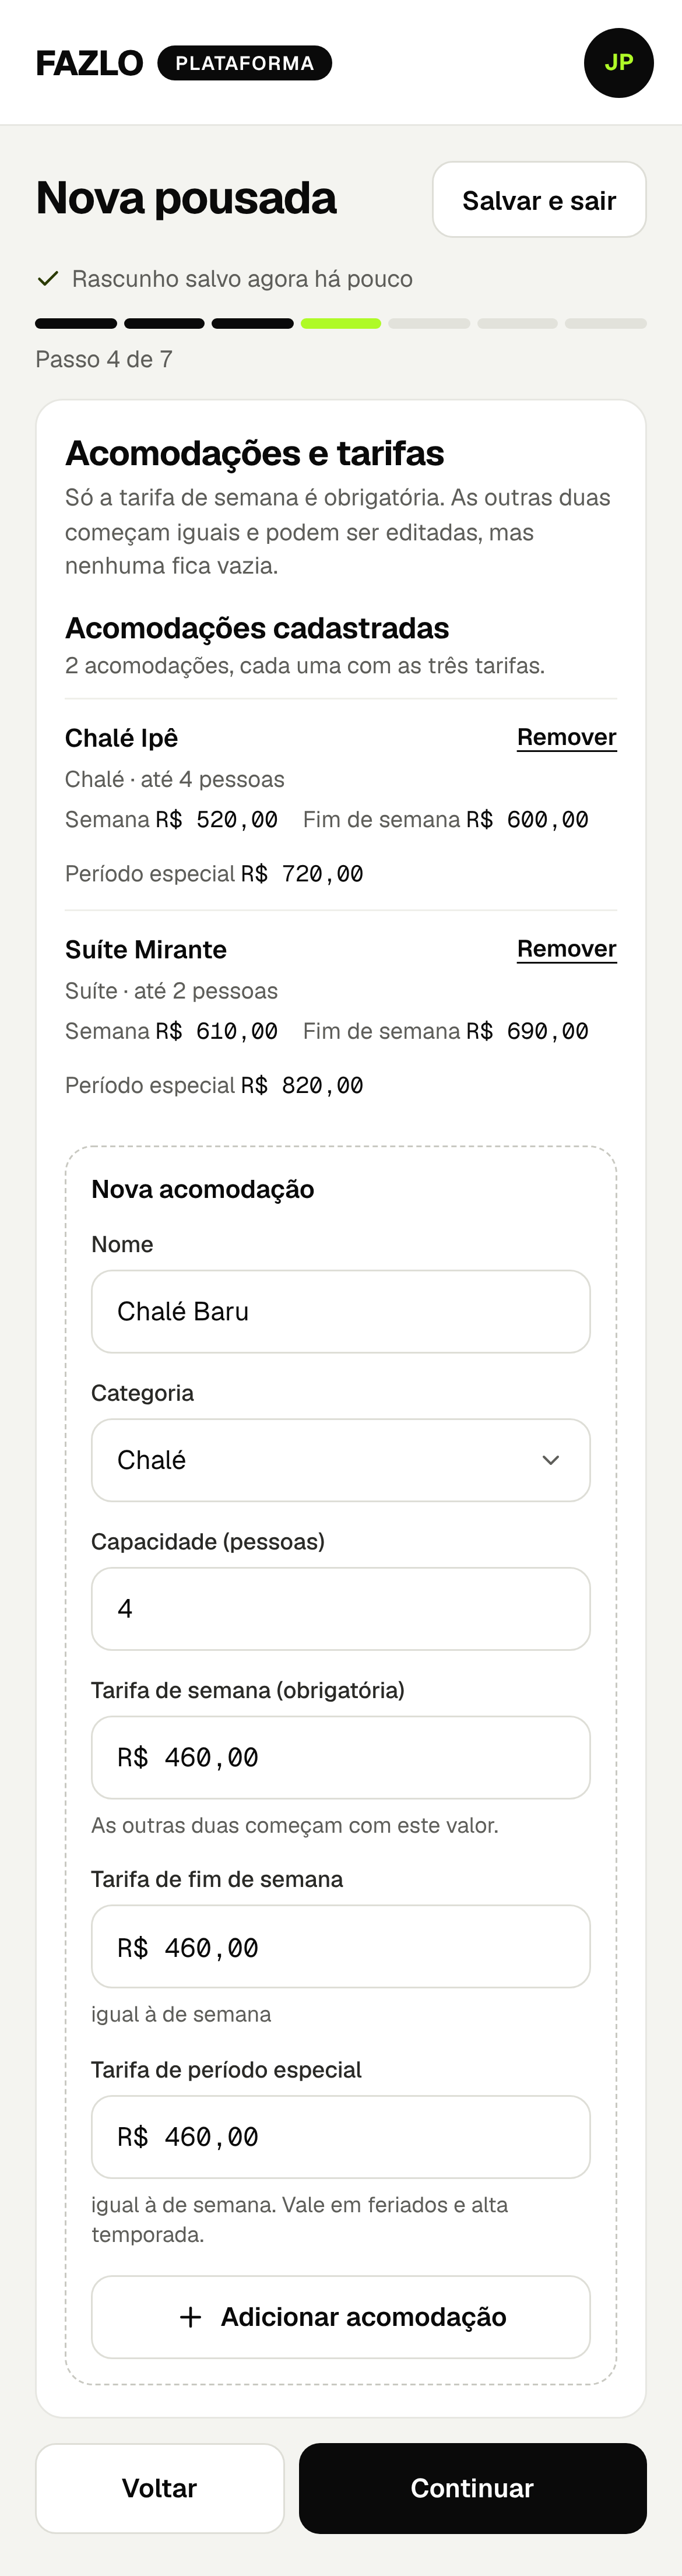 FAZLO PLATAFORMA JP
Nova pousada Salvar e sair
Rascunho salvo agora há pouco
Passo 4 de 7
Acomodações e tarifas
Só a tarifa de semana é obrigatória. As outras duas
começam iguais e podem ser editadas, mas
nenhuma fica vazia.
Acomodações cadastradas
2 acomodações, cada uma com as três tarifas.
Chalé Ipê Remover
Chalé · até 4 pessoas
Semana R$ 520,00 Fim de semana R$ 600,00
Período especial R$ 720,00
Suíte Mirante Remover
Suíte · até 2 pessoas
Semana R$ 610,00 Fim de semana R$ 690,00
Período especial R$ 820,00
Nova acomodação
Nome
Chalé Baru
Categoria
Chalé
Capacidade (pessoas)
4
Tarifa de semana (obrigatória)
R$ 460,00
As outras duas começam com este valor.
Tarifa de fim de semana
R$ 460,00
igual à de semana
Tarifa de período especial
R$ 460,00
igual à de semana. Vale em feriados e alta
temporada.
Adicionar acomodação
Voltar Continuar